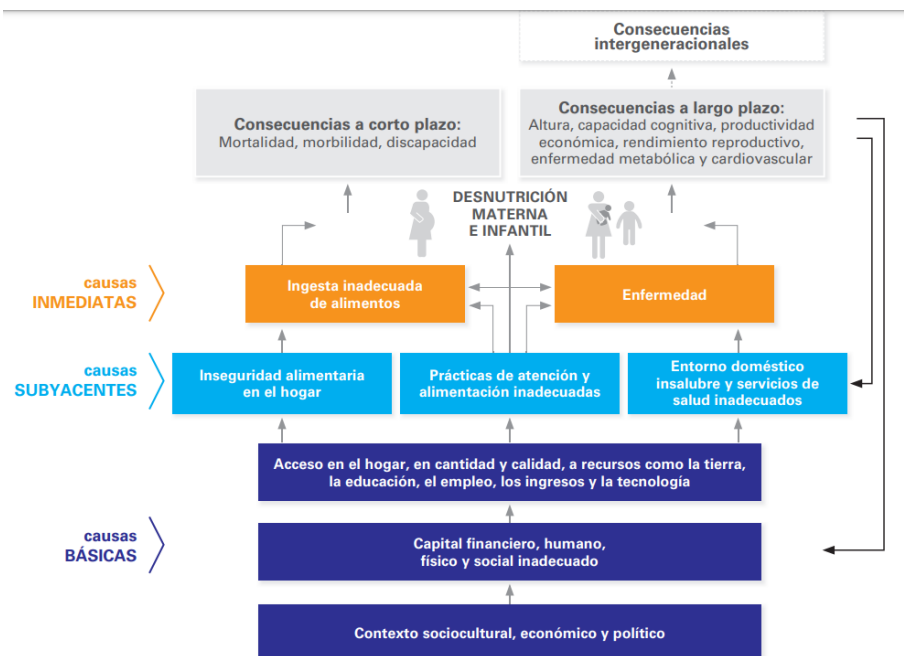 Consecuencias
intergeneracionales
Consecuencias a corto plazo:
Mortalidad, morbilidad, discapacidad
Consecuencias a largo plazo:
Altura, capacidad cognitiva, productividad
económica, rendimiento reproductivo,
enfermedad metabólica y cardiovascular
DESNUTRICIÓN
MATERNA
E INFANTIL
causas
INMEDIATAS
Ingesta inadecuada
de alimentos
Enfermedad
causas
SUBYACENTES
Inseguridad alimentaria
en el hogar
Prácticas de atención y
alimentación inadecuadas
Entorno doméstico
insalubre y servicios de
salud inadecuados
Acceso en el hogar, en cantidad y calidad, a recursos como la tierra,
la educación, el empleo, los ingresos y la tecnología
causas
BÁSICAS
Capital financiero, humano,
físico y social inadecuado
Contexto sociocultural, económico y político